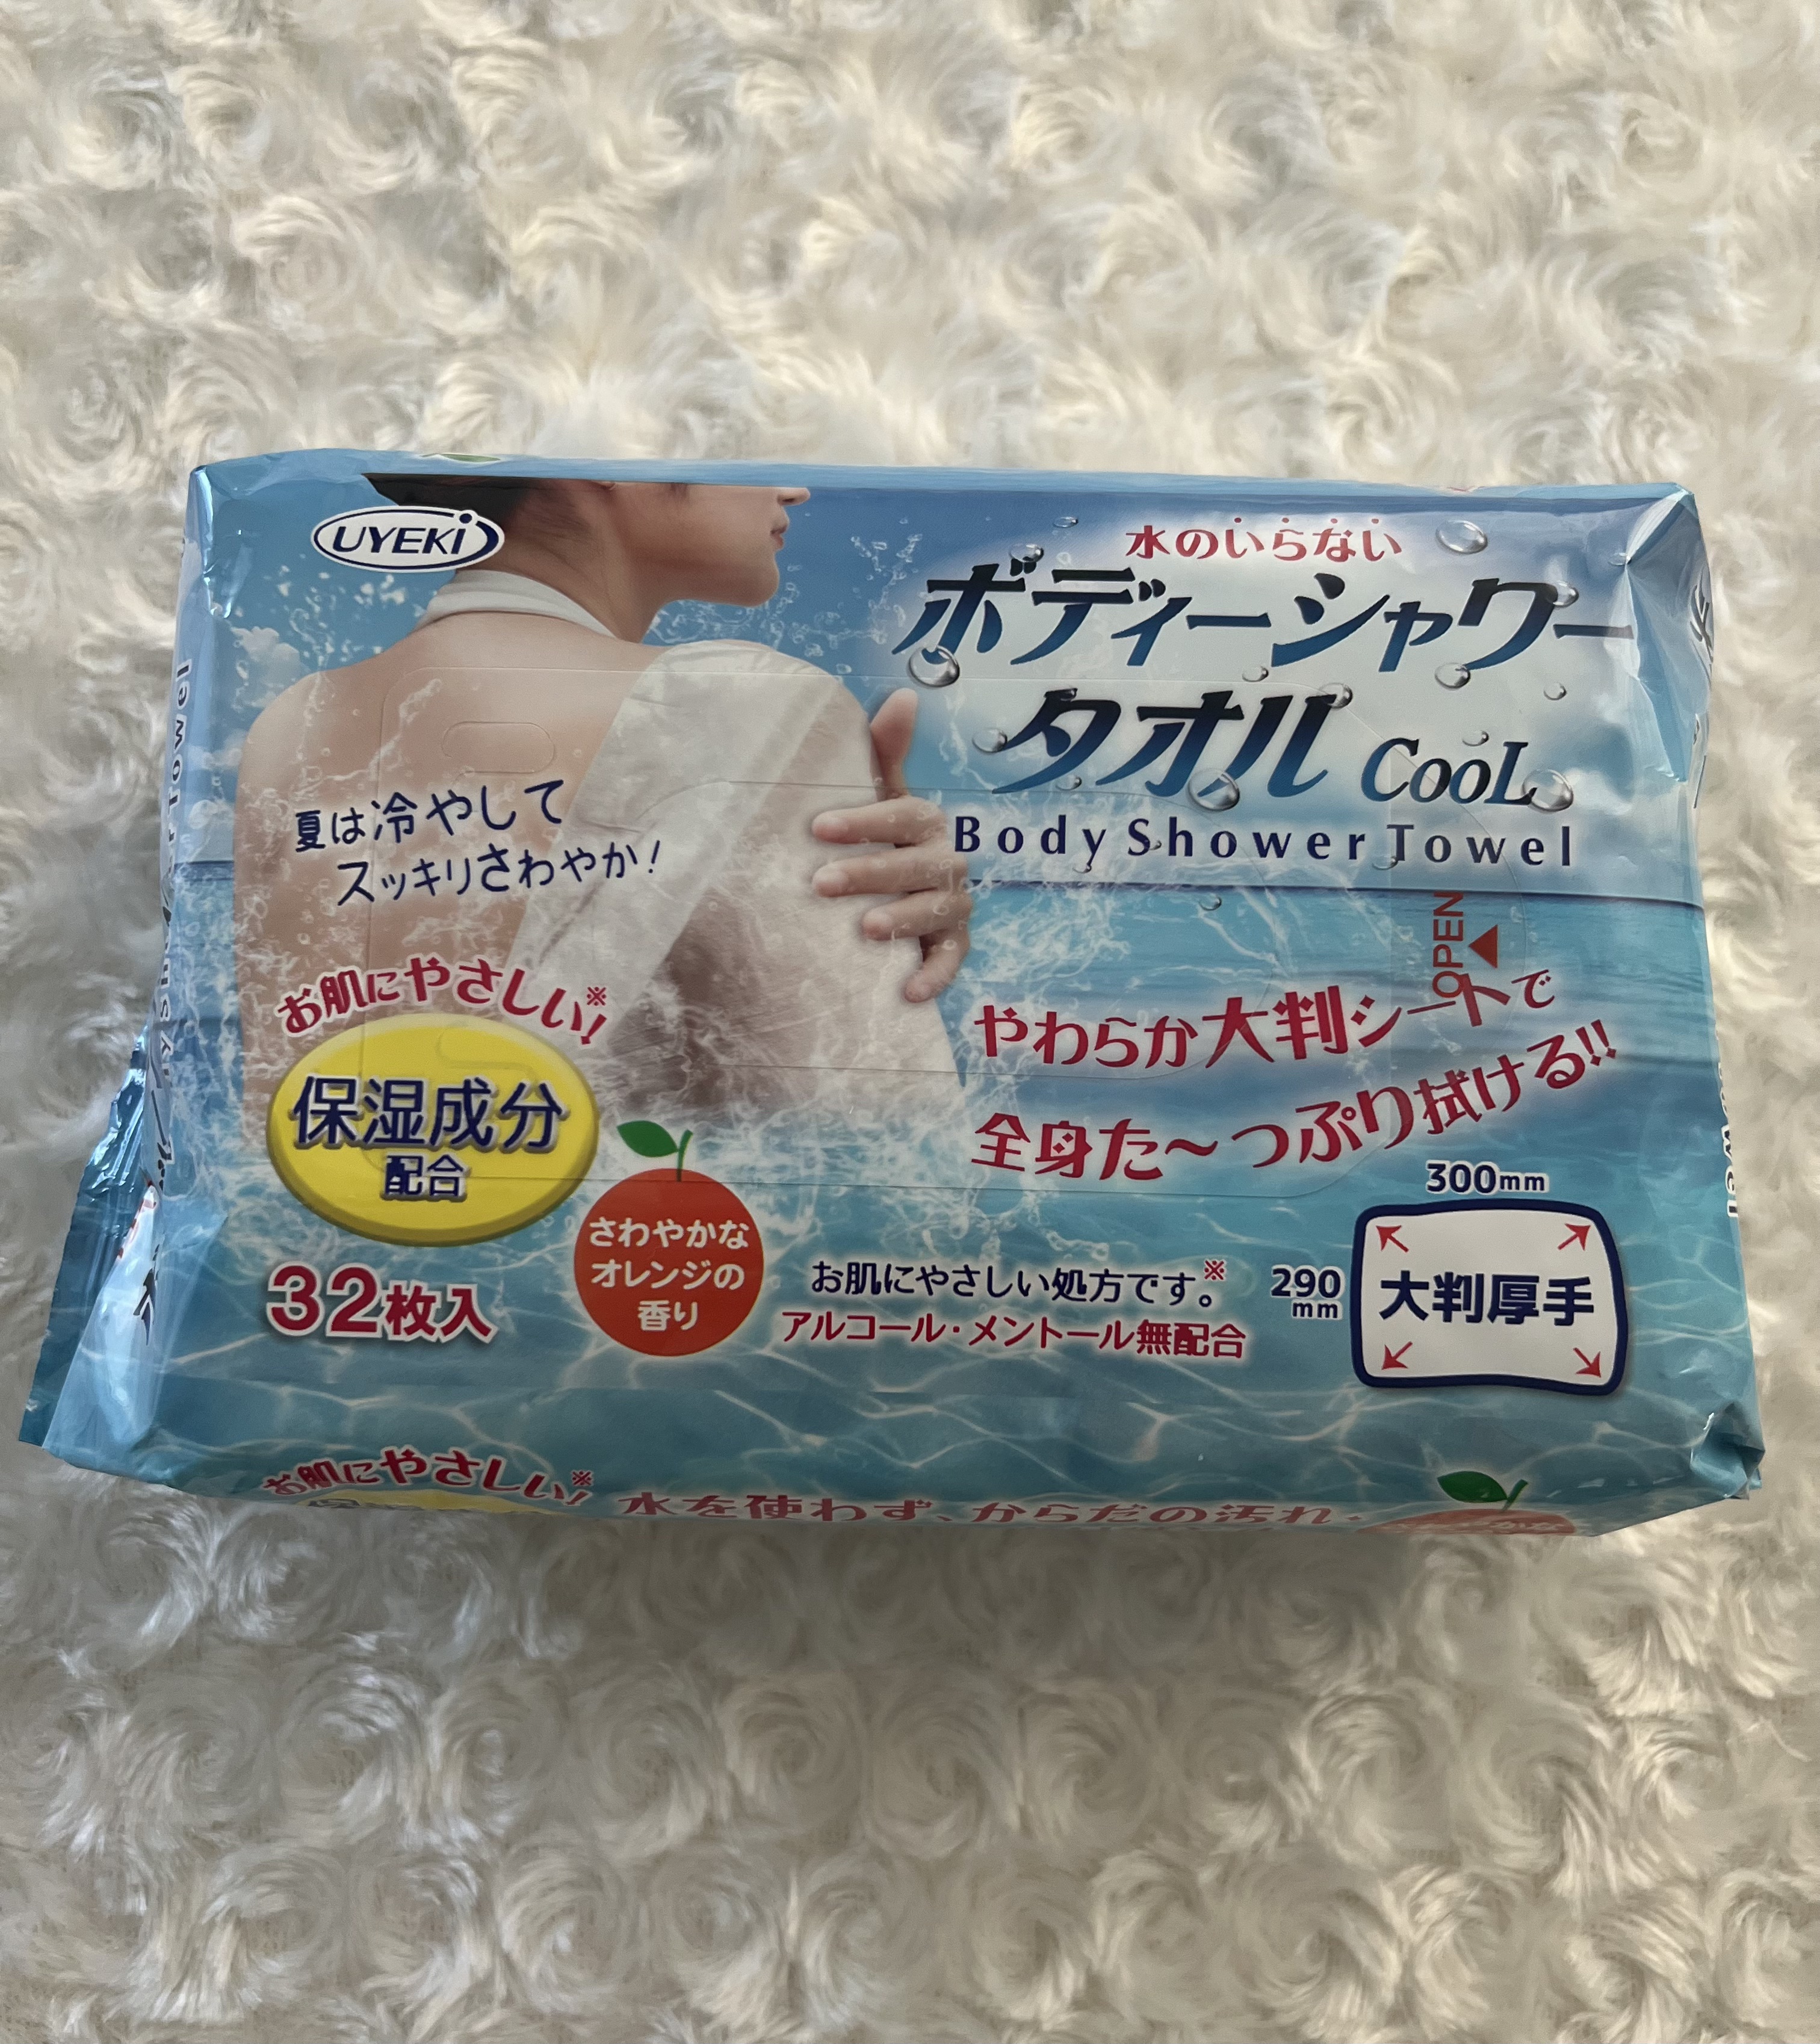 UYEKI
水のいらない
ボディーシャワー
タオル COOL
Body Shower Towel
夏は冷やして
スッキリさわやか!
OPEN
お肌にやさしい!※
保湿成分
配合
やわらか大判シートで
全身た〜っぷり拭ける!!
32枚入
さわやかな
オレンジの
香り
お肌にやさしい処方です。※
アルコール・メントール無配合
300mm
290
mm
大判厚手
お肌にやさしい!※
水を使わず、からだの汚れ・